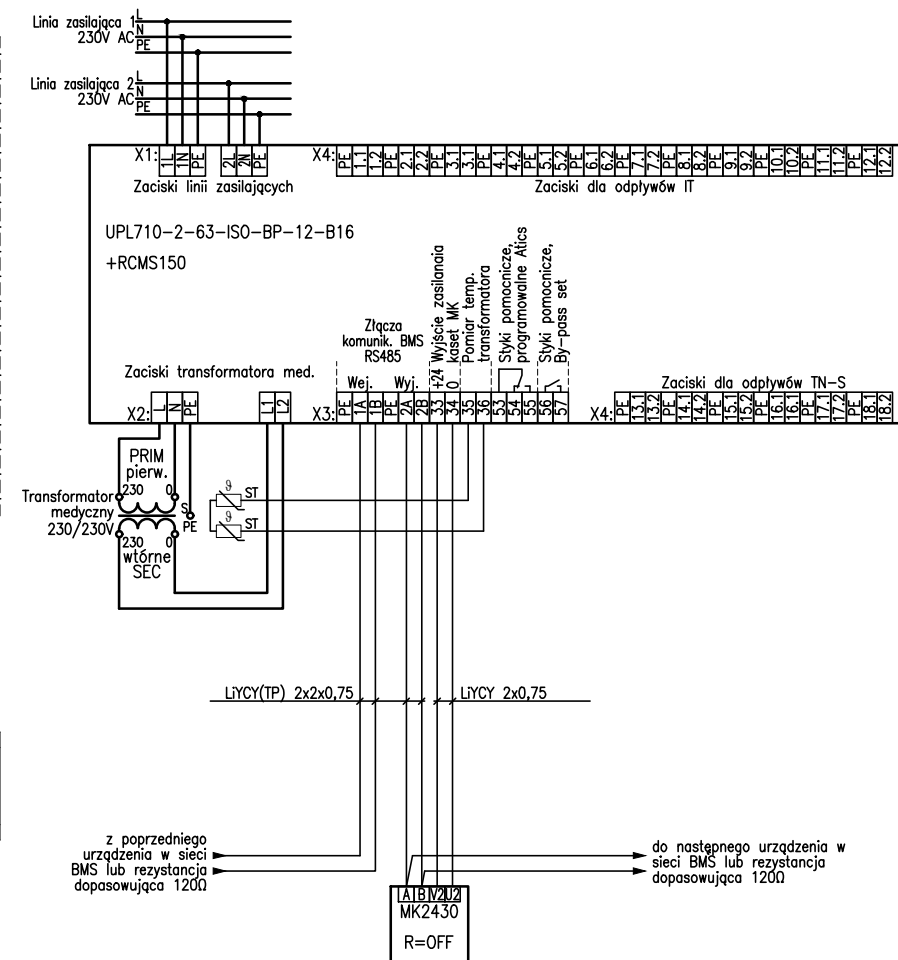 Linia zasilająca 1
230V AC
L
N
PE
Linia zasilająca 2
230V AC
L
N
PE
X1: 1L 1N PE 2L 2N PE
X4: PE 1.1 1.2 PE 2.1 2.2 PE 3.1 3.1 PE 4.1 4.2 PE 5.1 5.2 PE 6.1 6.2 PE 7.1 7.2 PE 8.1 8.2 PE 9.1 9.2 PE 10.1 10.2 PE 11.1 11.2 PE 12.1 12.2
Zaciski linii zasilających
Zaciski dla odpływów IT
UPL710-2-63-ISO-BP-12-B16
+RCMS150
Złącza
komunik. BMS
RS485
Wej. Wyj.
+24 Wyjście zasilanaia
0 kaset MK
Pomiar temp.
transformatora
Styki pomocnicze,
programowalne Atics
Styki pomocnicze,
By-pass set
Zaciski transformatora med.
Zaciski dla odpływów TN-S
X2: L N PE L1 L2
X3: PE 1A 1B PE 2A 2B 33 34 35 36 53 54 55 56 57
X4: PE 13.1 13.2 PE 14.1 14.2 PE 15.1 15.2 PE 16.1 16.1 PE 17.1 17.2 PE 18.1 18.2
PRIM
pierw.
230 0
Transformator
medyczny
230/230V
S
PE
230 0
wtórne
SEC
ϑ
ST
ϑ
ST
LiYCY(TP) 2x2x0,75
LiYCY 2x0,75
z poprzedniego
urządzenia w sieci
BMS lub rezystancja
dopasowująca 120Ω
do następnego urządzenia w
sieci BMS lub rezystancja
dopasowująca 120Ω
A B V2 U2
MK2430
R=OFF